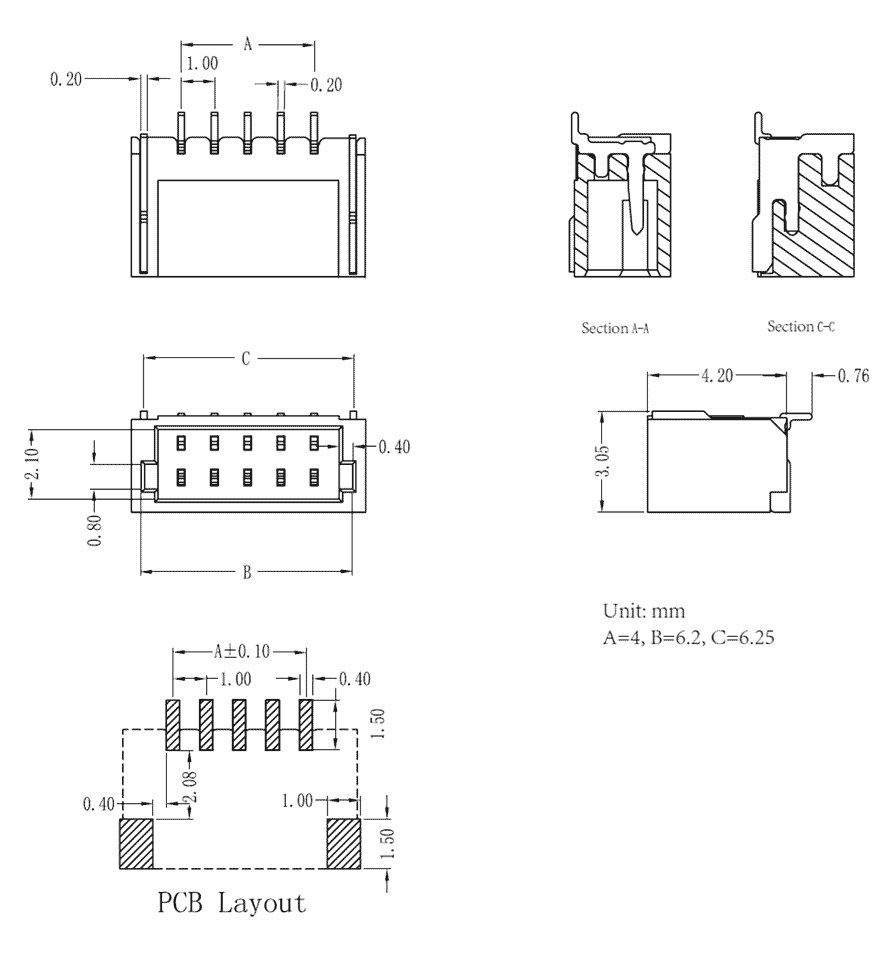 A
1.00
0.20
0.20
Section A-A
Section C-C
C
2.10
0.40
0.80
B
4.20
0.76
3.05
Unit: mm
A=4, B=6.2, C=6.25
A±0.10
1.00
0.40
1.50
2.08
0.40
1.00
1.50
PCB Layout